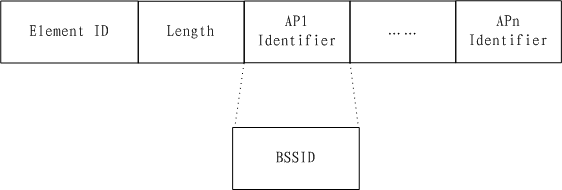 Element ID
Length
AP1
Identifier
……
APn
Identifier
BSSID